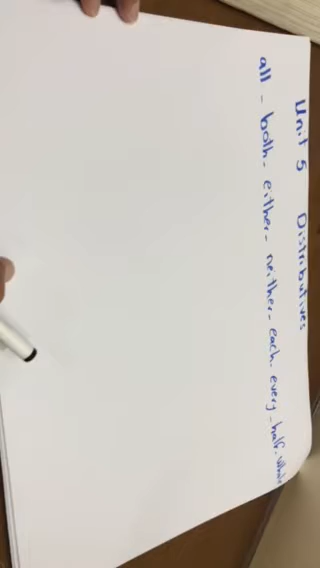 Unit 5 Distributives
all - both - either - neither - each - every - half - whole